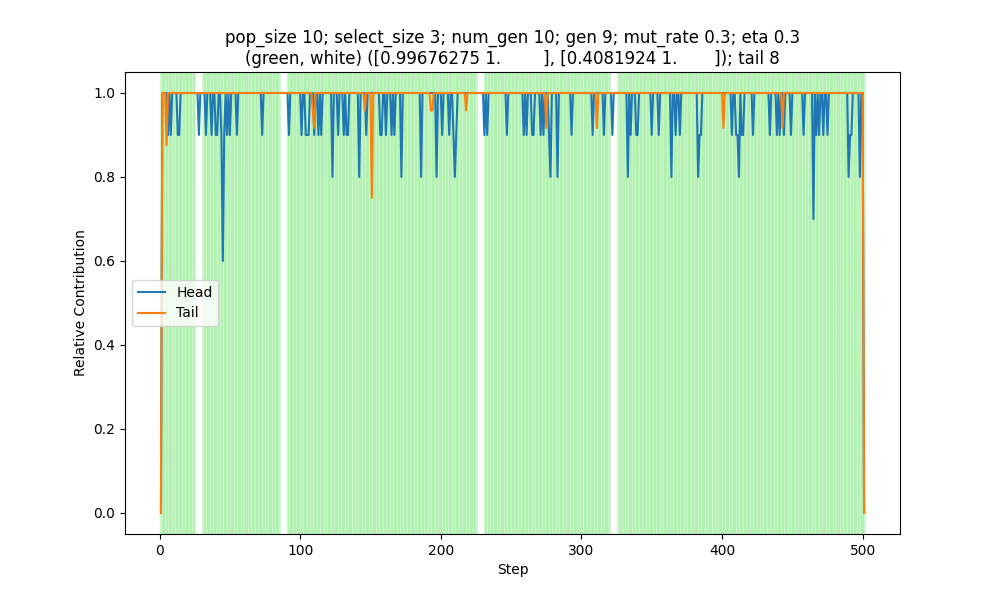 pop_size 10; select_size 3; num_gen 10; gen 9; mut_rate 0.3; eta 0.3
(green, white) ([0.99676275 1.        ], [0.4081924 1.        ]); tail 8
1.0
0.8
0.6
0.4
0.2
0.0
Relative Contribution
Head
Tail
0
100
200
300
400
500
Step